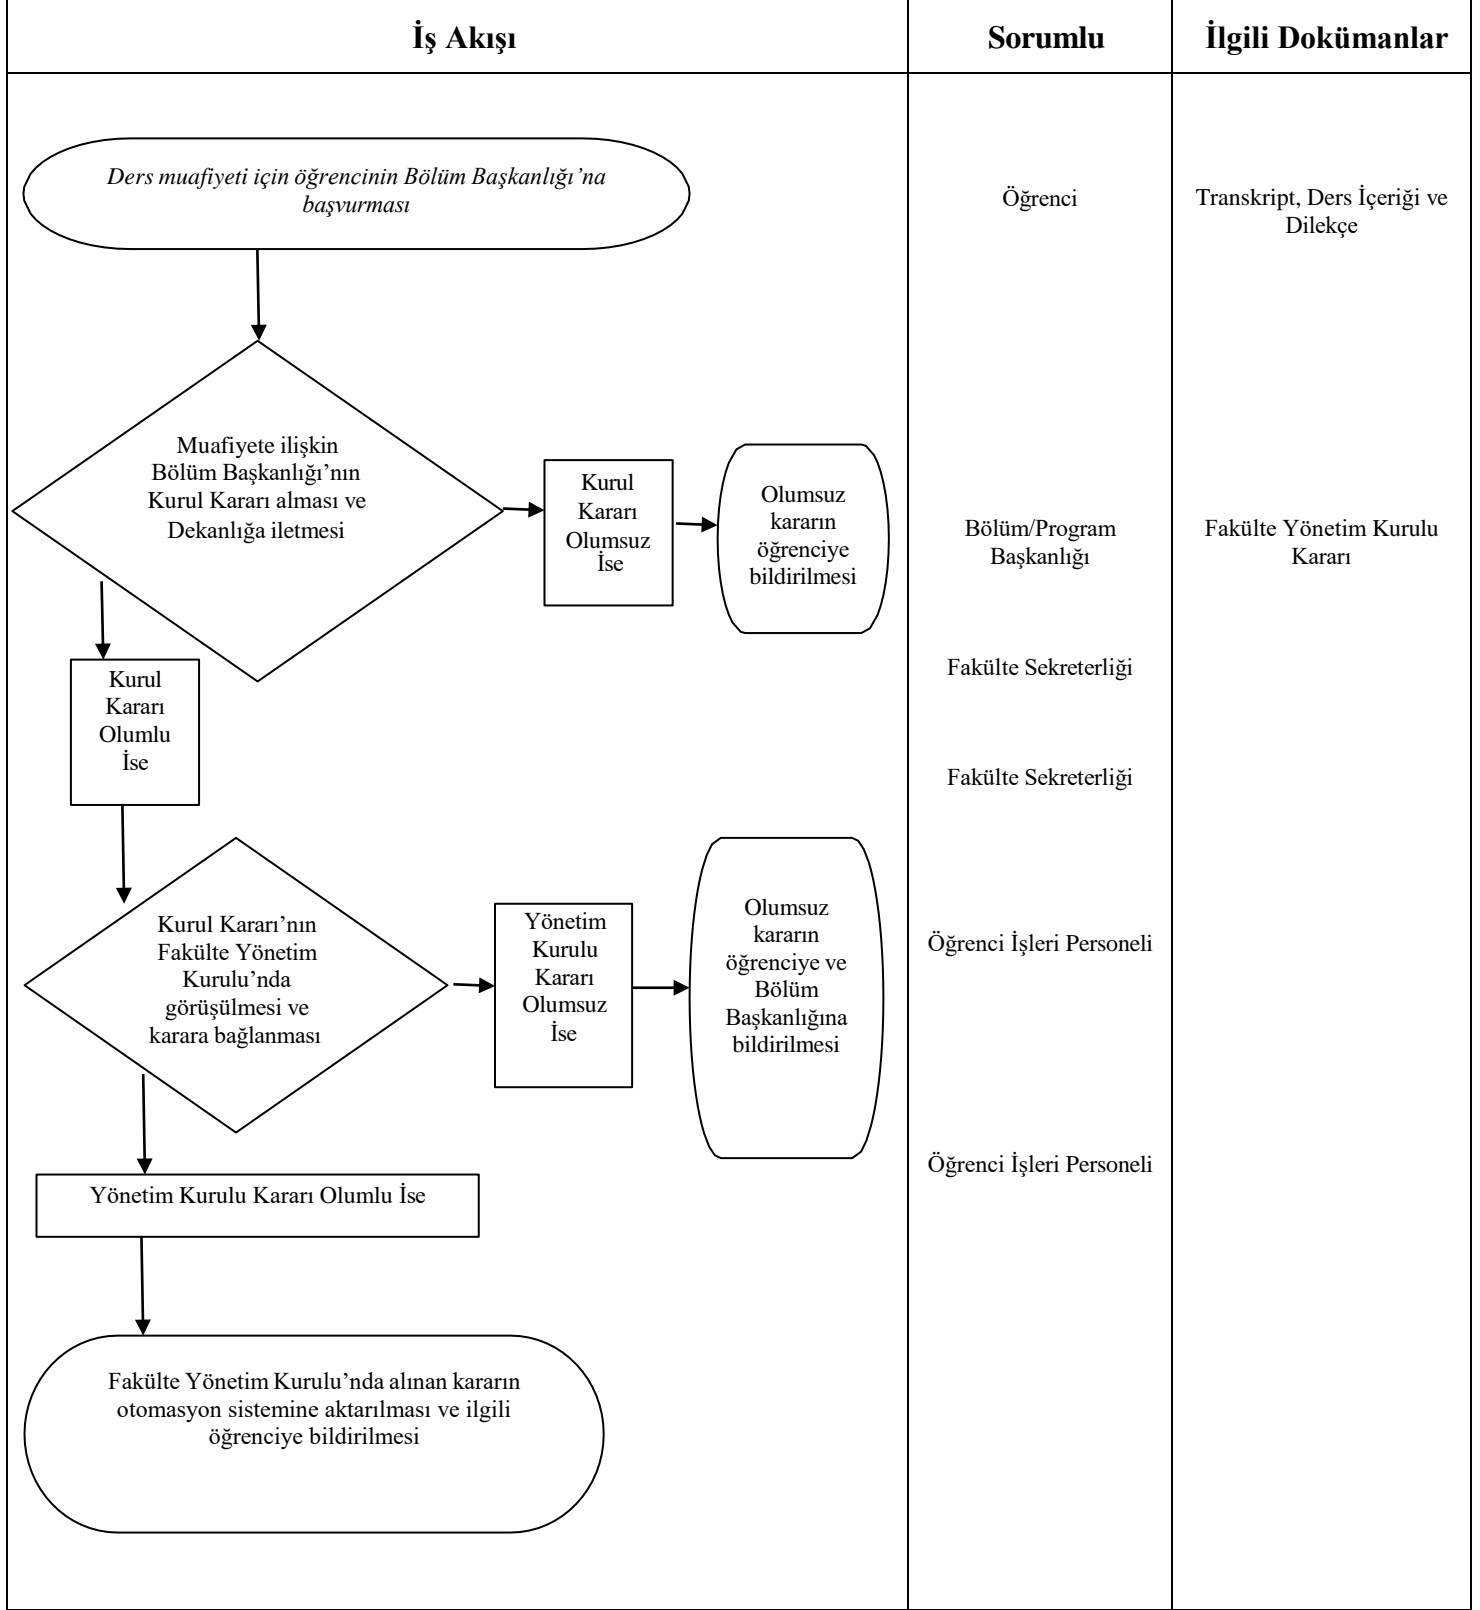 İş Akışı
Sorumlu
İlgili Dokümanlar
Ders muafiyeti için öğrencinin Bölüm Başkanlığı’na
başvurması
Öğrenci
Transkript, Ders İçeriği ve
Dilekçe
Muafiyete ilişkin
Bölüm Başkanlığı’nın
Kurul Kararı alması ve
Dekanlığa iletmesi
Kurul
Kararı
Olumsuz
İse
Olumsuz
kararın
öğrenciye
bildirilmesi
Bölüm/Program
Başkanlığı
Fakülte Yönetim Kurulu
Kararı
Kurul
Kararı
Olumlu
İse
Fakülte Sekreterliği
Fakülte Sekreterliği
Kurul Kararı’nın
Fakülte Yönetim
Kurulu’nda
görüşülmesi ve
karara bağlanması
Yönetim
Kurulu
Kararı
Olumsuz
İse
Olumsuz
kararın
öğrenciye ve
Bölüm
Başkanlığına
bildirilmesi
Öğrenci İşleri Personeli
Öğrenci İşleri Personeli
Yönetim Kurulu Kararı Olumlu İse
Fakülte Yönetim Kurulu’nda alınan kararın
otomasyon sistemine aktarılması ve ilgili
öğrenciye bildirilmesi